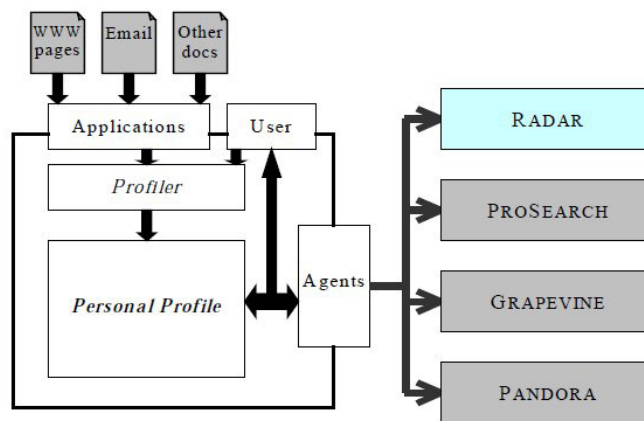 WWW
pages
Email
Other
docs
Applications
User
Profiler
Personal Profile
Agents
RADAR
PROSEARCH
GRAPEVINE
PANDORA